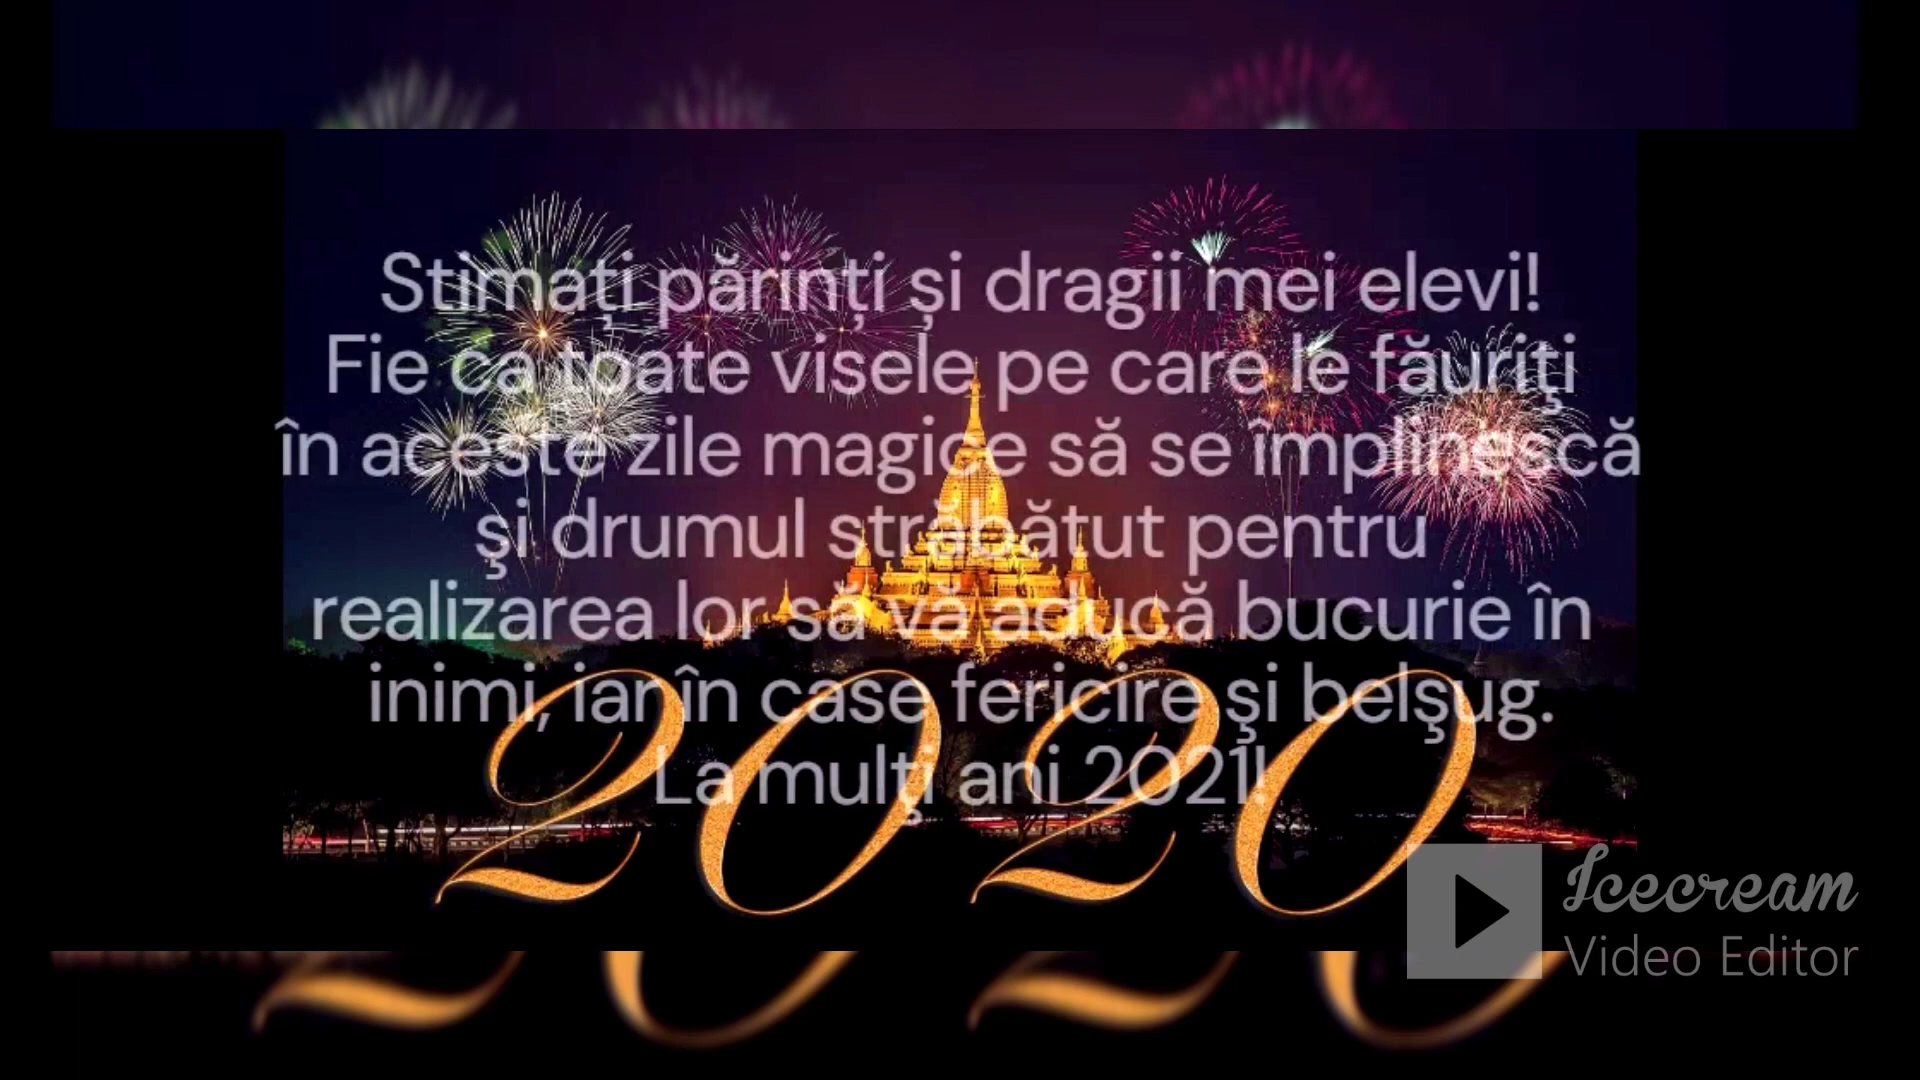 Stimați părinți și dragii mei elevi!
Fie ca toate visele pe care le făuriţi
în aceste zile magice să se împlinescă
şi drumul străbătut pentru
realizarea lor să vă aducă bucurie în
inimi, iar în case fericire şi belşug.
La mulţi ani 2021!
2020
Icecream
Video Editor